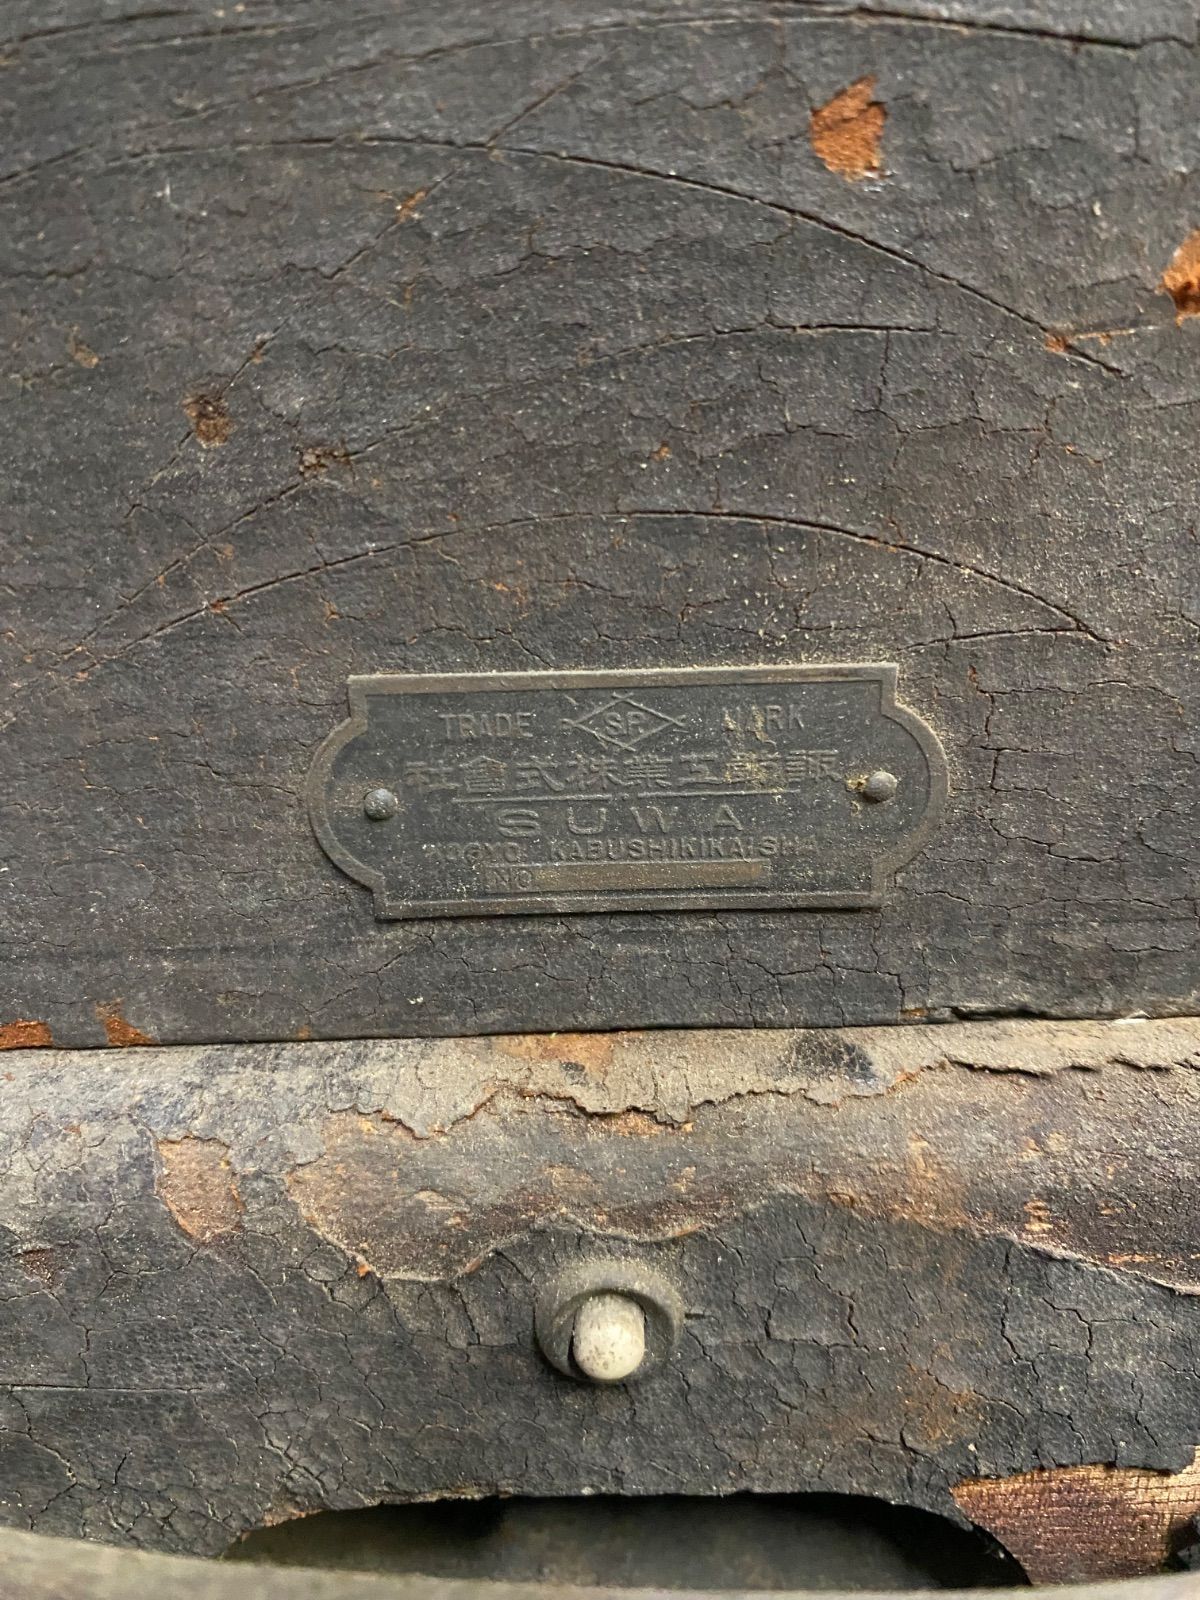 TRADE SP. MARK
諏訪工業株式會社
SUWA
KOGYO KABUSHIKIKAISHA
NO